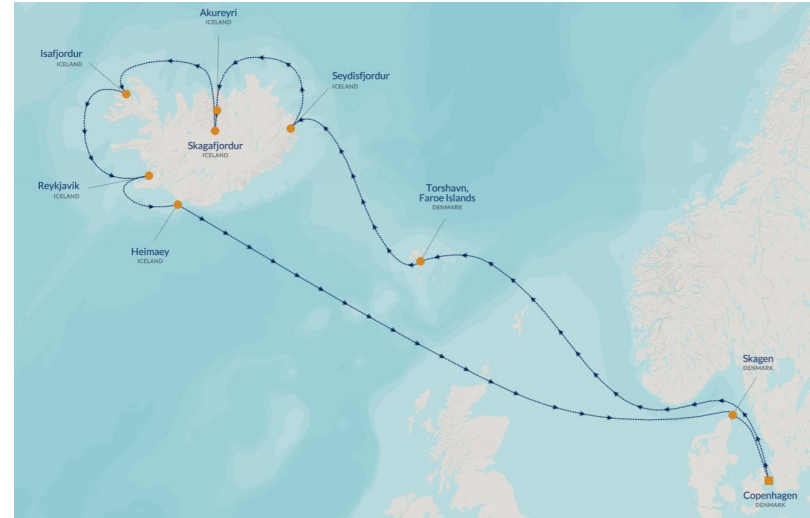 Akureyri
ICELAND
Isafjordur
ICELAND
Seydisfjordur
ICELAND
Skagafjordur
ICELAND
Reykjavik
ICELAND
Torshavn,
Faroe Islands
DENMARK
Heimaey
ICELAND
Skagen
DENMARK
Copenhagen
DENMARK